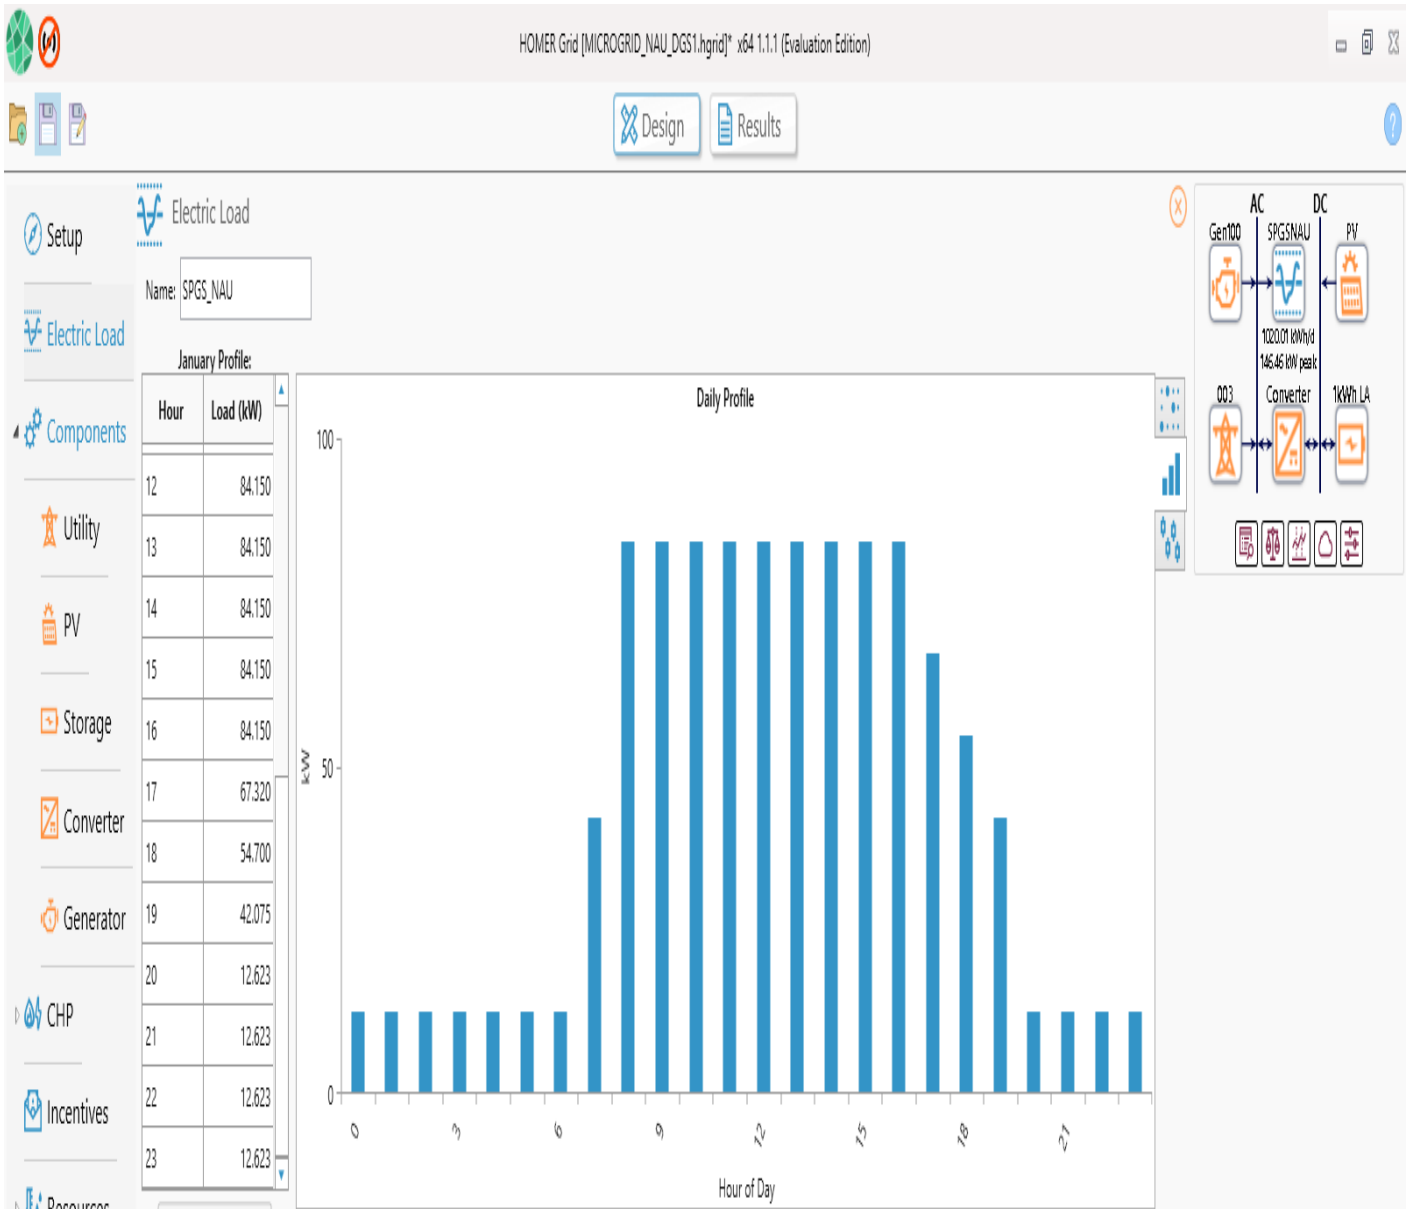 HOMER Grid [MICROGRID_NAU_DGS1.hgrid]* x64 1.1.1 (Evaluation Edition)
Design
Results
?
Setup
Electric Load
Components
Utility
PV
Storage
Converter
Generator
CHP
Incentives
Resources
Electric Load
Name: SPGS_NAU
January Profile:
Hour Load (kW)
12 84.150
13 84.150
14 84.150
15 84.150
16 84.150
17 67.320
18 54.700
19 42.075
20 12.623
21 12.623
22 12.623
23 12.623
Daily Profile
100
50
0
kW
0 3 6 9 12 15 18 21
Hour of Day
AC DC
Gen100 SPGSNAU PV
1020.01 kWh/d
146.46 kW peak
003 Converter 1kWh LA